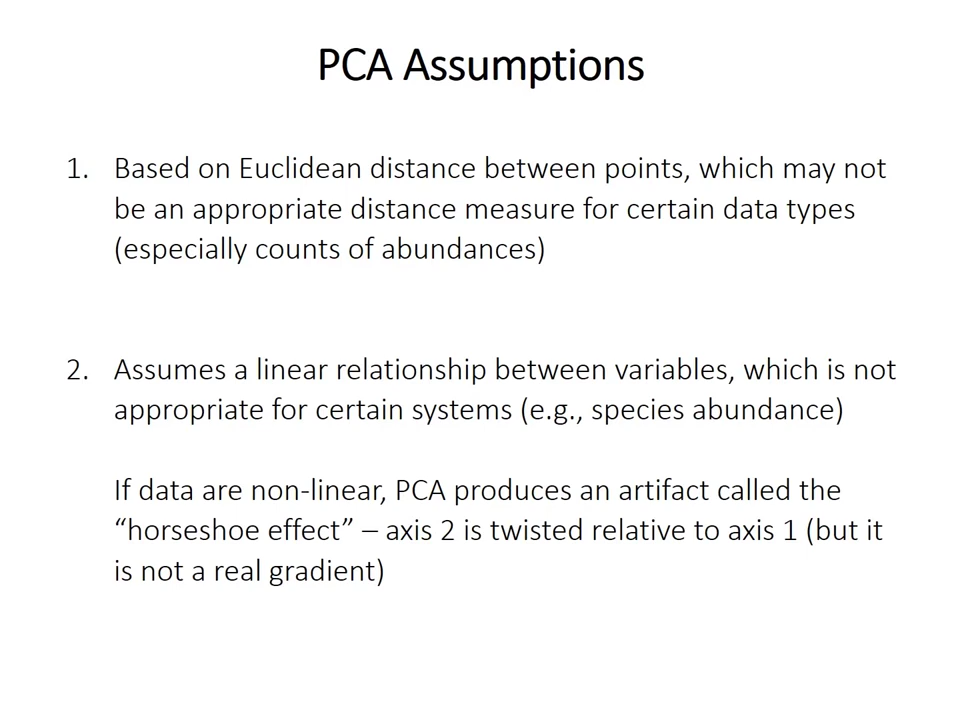 PCA Assumptions
1. Based on Euclidean distance between points, which may not
be an appropriate distance measure for certain data types
(especially counts of abundances)
2. Assumes a linear relationship between variables, which is not
appropriate for certain systems (e.g., species abundance)
If data are non-linear, PCA produces an artifact called the
“horseshoe effect” – axis 2 is twisted relative to axis 1 (but it
is not a real gradient)